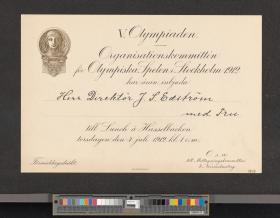 V. Olympiaden.
Organisationskommittén
för Olympiska Spelen i Stockholm 1912
har äran inbjuda
Herr Direktör J. S. Edström
med Fru
till Lunch å Hasselbacken
torsdagen den 4 juli 1912 kl. 1 e.m.
O. s. a.